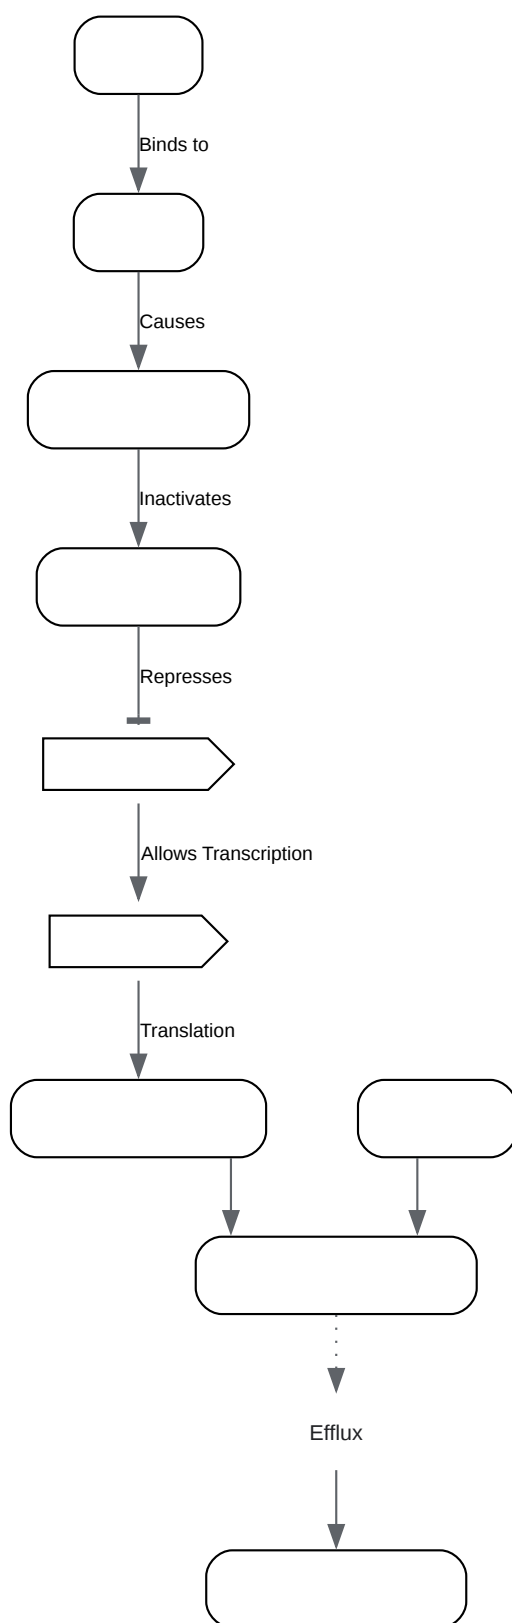 Binds to
Causes
Inactivates
Represses
Allows Transcription
Translation
Efflux